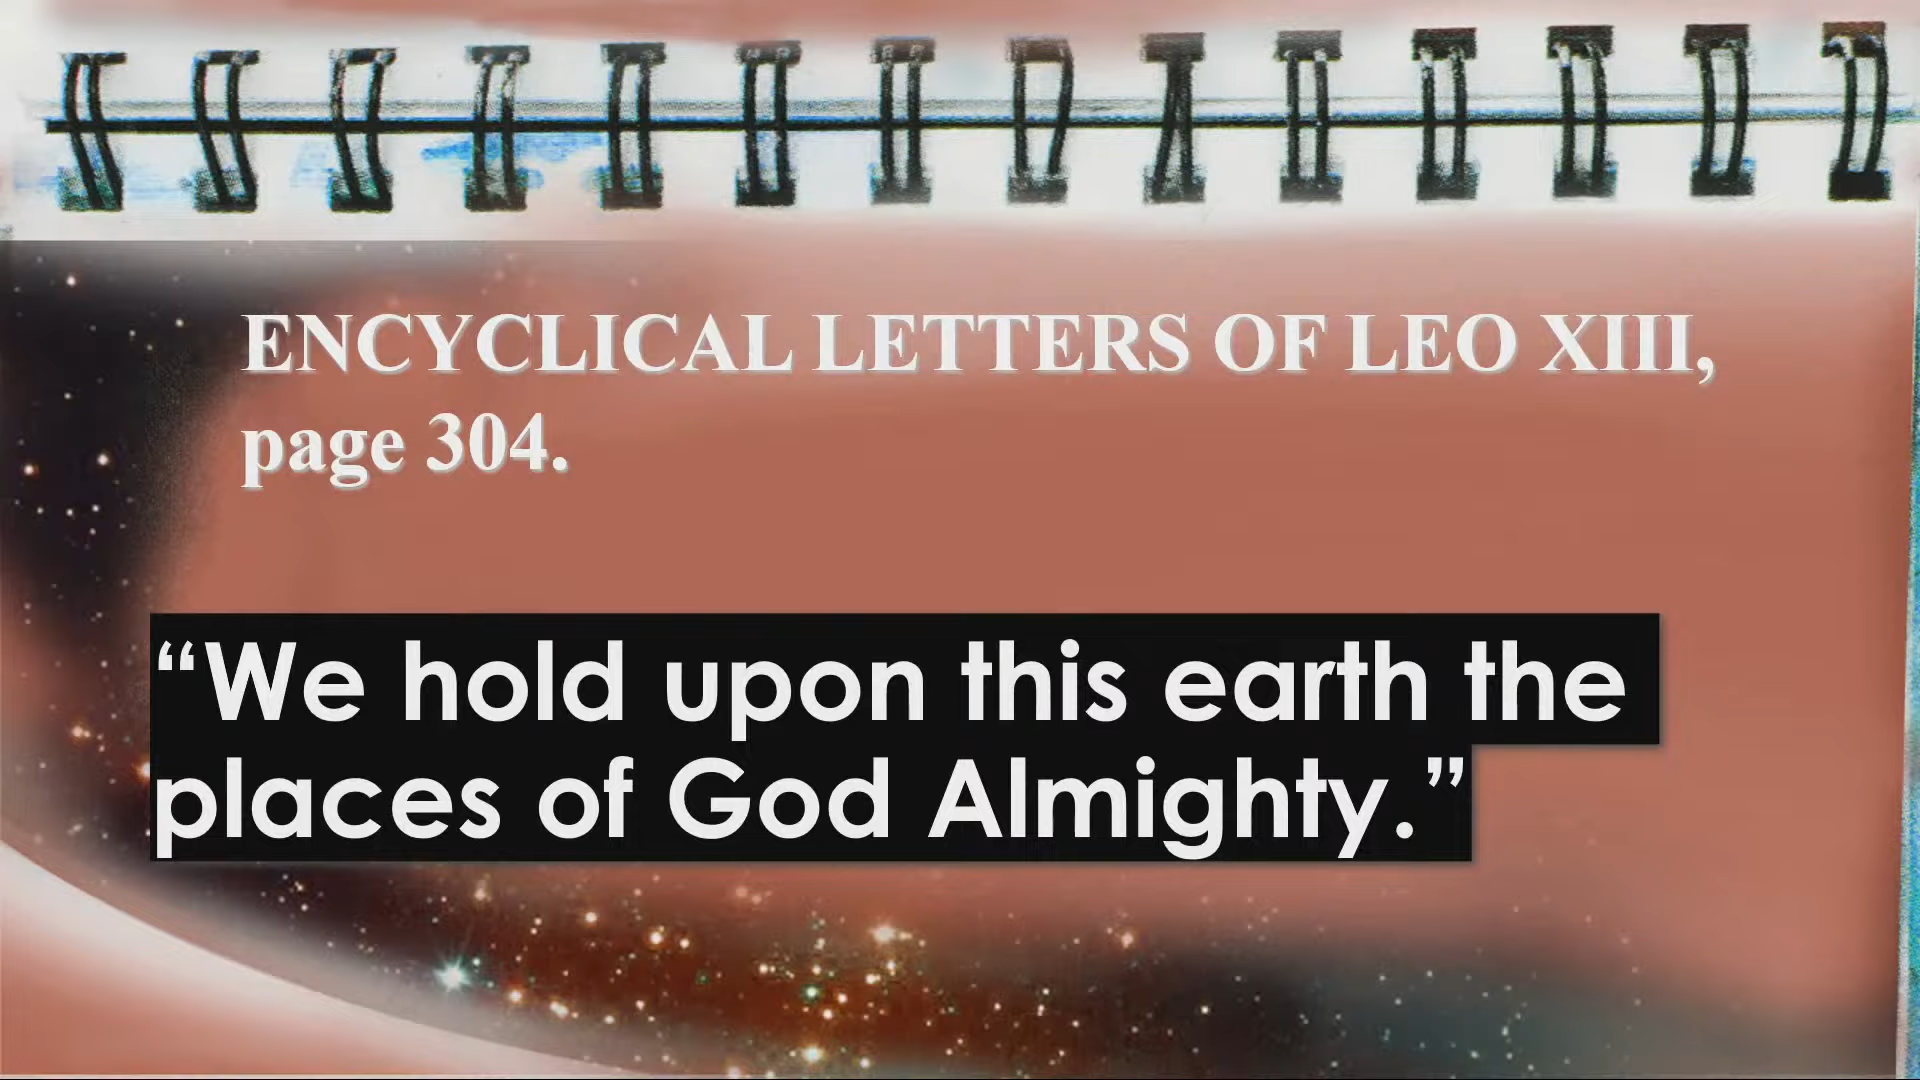 ENCYCLICAL LETTERS OF LEO XIII,
page 304.
“We hold upon this earth the
places of God Almighty.”